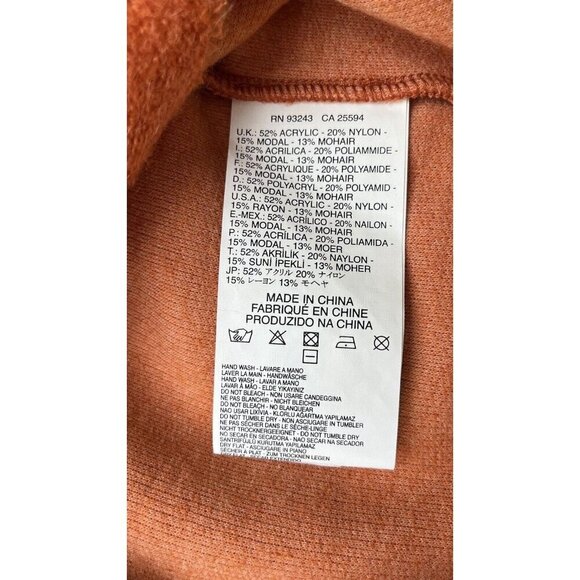 RN 93243 CA 25594
U.K.: 52% ACRYLIC - 20% NYLON -
15% MODAL - 13% MOHAIR
I.: 52% ACRILICA - 20% POLIAMMIDE -
15% MODAL - 13% MOHAIR
F.: 52% ACRYLIQUE - 20% POLYAMIDE -
15% MODAL - 13% MOHAIR
D.: 52% POLYACRYL - 20% POLYAMID -
15% MODAL - 13% MOHAIR
U.S.A.: 52% ACRYLIC - 20% NYLON -
15% RAYON - 13% MOHAIR
E.-MEX.: 52% ACRÍLICO - 20% NAILON -
15% MODAL - 13% MOHAIR
P.: 52% ACRÍLICA - 20% POLIAMIDA -
15% MODAL - 13% MOER
T.: 52% AKRİLİK - 20% NAYLON -
15% SUNİ İPEKLİ - 13% MOHER
JP: 52% アクリル 20% ナイロン
15% レーヨン 13% モヘヤ
MADE IN CHINA
FABRIQUÉ EN CHINE
PRODUZIDO NA CHINA
HAND WASH - LAVARE A MANO
LAVER LA MAIN - HANDWÄSCHE
HAND WASH - LAVAR A MANO
LAVAR À MÃO - ELDE YIKAYINIZ
DO NOT BLEACH - NON USARE CANDEGGINA
NE PAS BLANCHIR - NICHT BLEICHEN
DO NOT BLEACH - NO BLANQUEAR
NAO USAR LIXÍVIA - KLORLU AĞARTMA YAPILAMAZ
DO NOT TUMBLE DRY - NON ASCIUGARE IN TUMBLER
NE PAS SÉCHER DANS LE SÈCHE-LINGE
NICHT TROCKNERGEEIGNET - DO NOT TUMBLE DRY
NO SECAR EN SECADORA - NAO SECAR NA SECADOR
SANTRİFÜJLÜ KURUTMA YAPILAMAZ
DRY FLAT - ASCIUGARE IN PIANO
SÉCHER À PLAT - ZUM TROCKNEN LEGEN